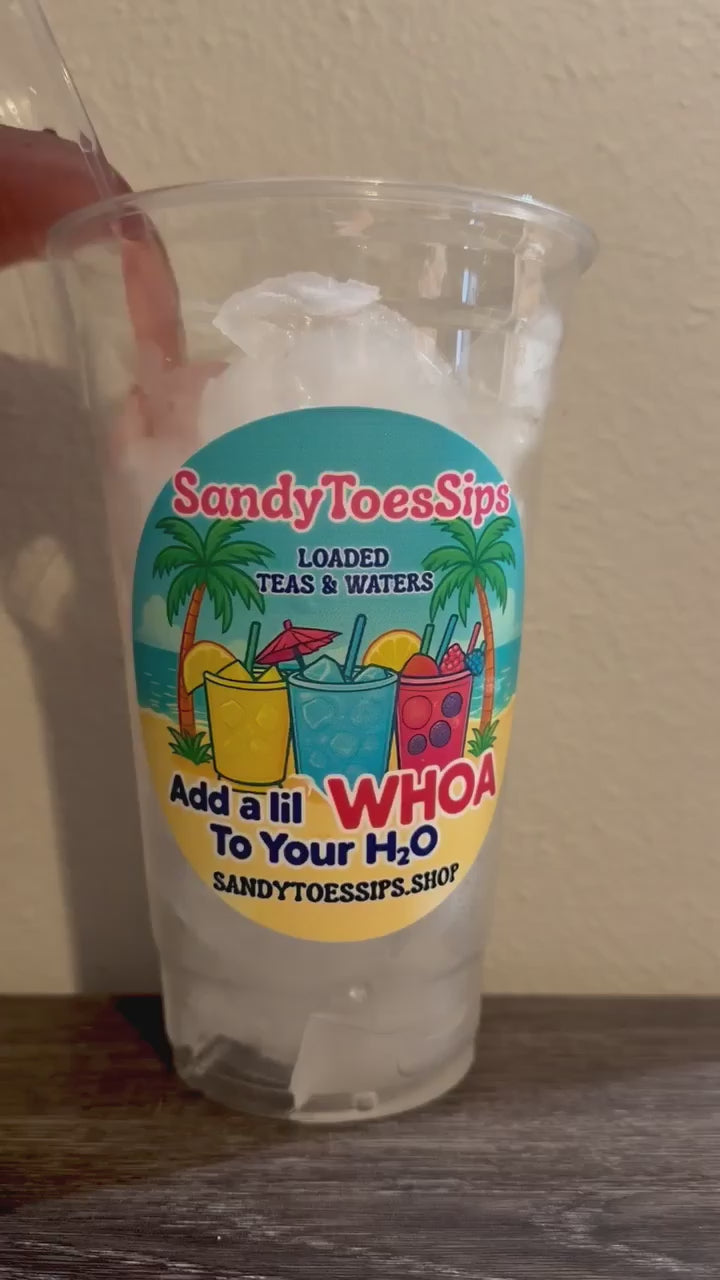 SandyToesSips
LOADED
TEAS & WATERS
Add a lil WHOA
To Your H₂O
SANDYTOESSIPS.SHOP